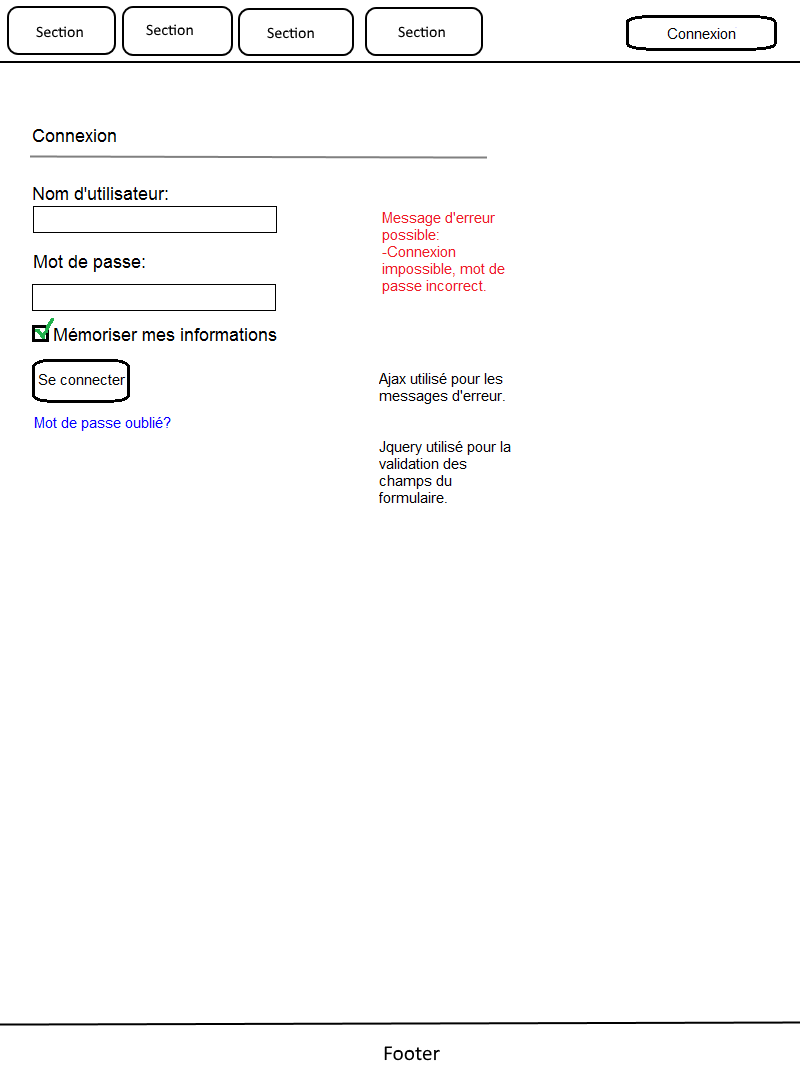 Section
Section
Section
Section
Connexion
Connexion
Nom d'utilisateur:
Mot de passe:
Mémoriser mes informations
Se connecter
Mot de passe oublié?
Message d'erreur
possible:
-Connexion
impossible, mot de
passe incorrect.
Ajax utilisé pour les
messages d'erreur.
Jquery utilisé pour la
validation des
champs du
formulaire.
Footer